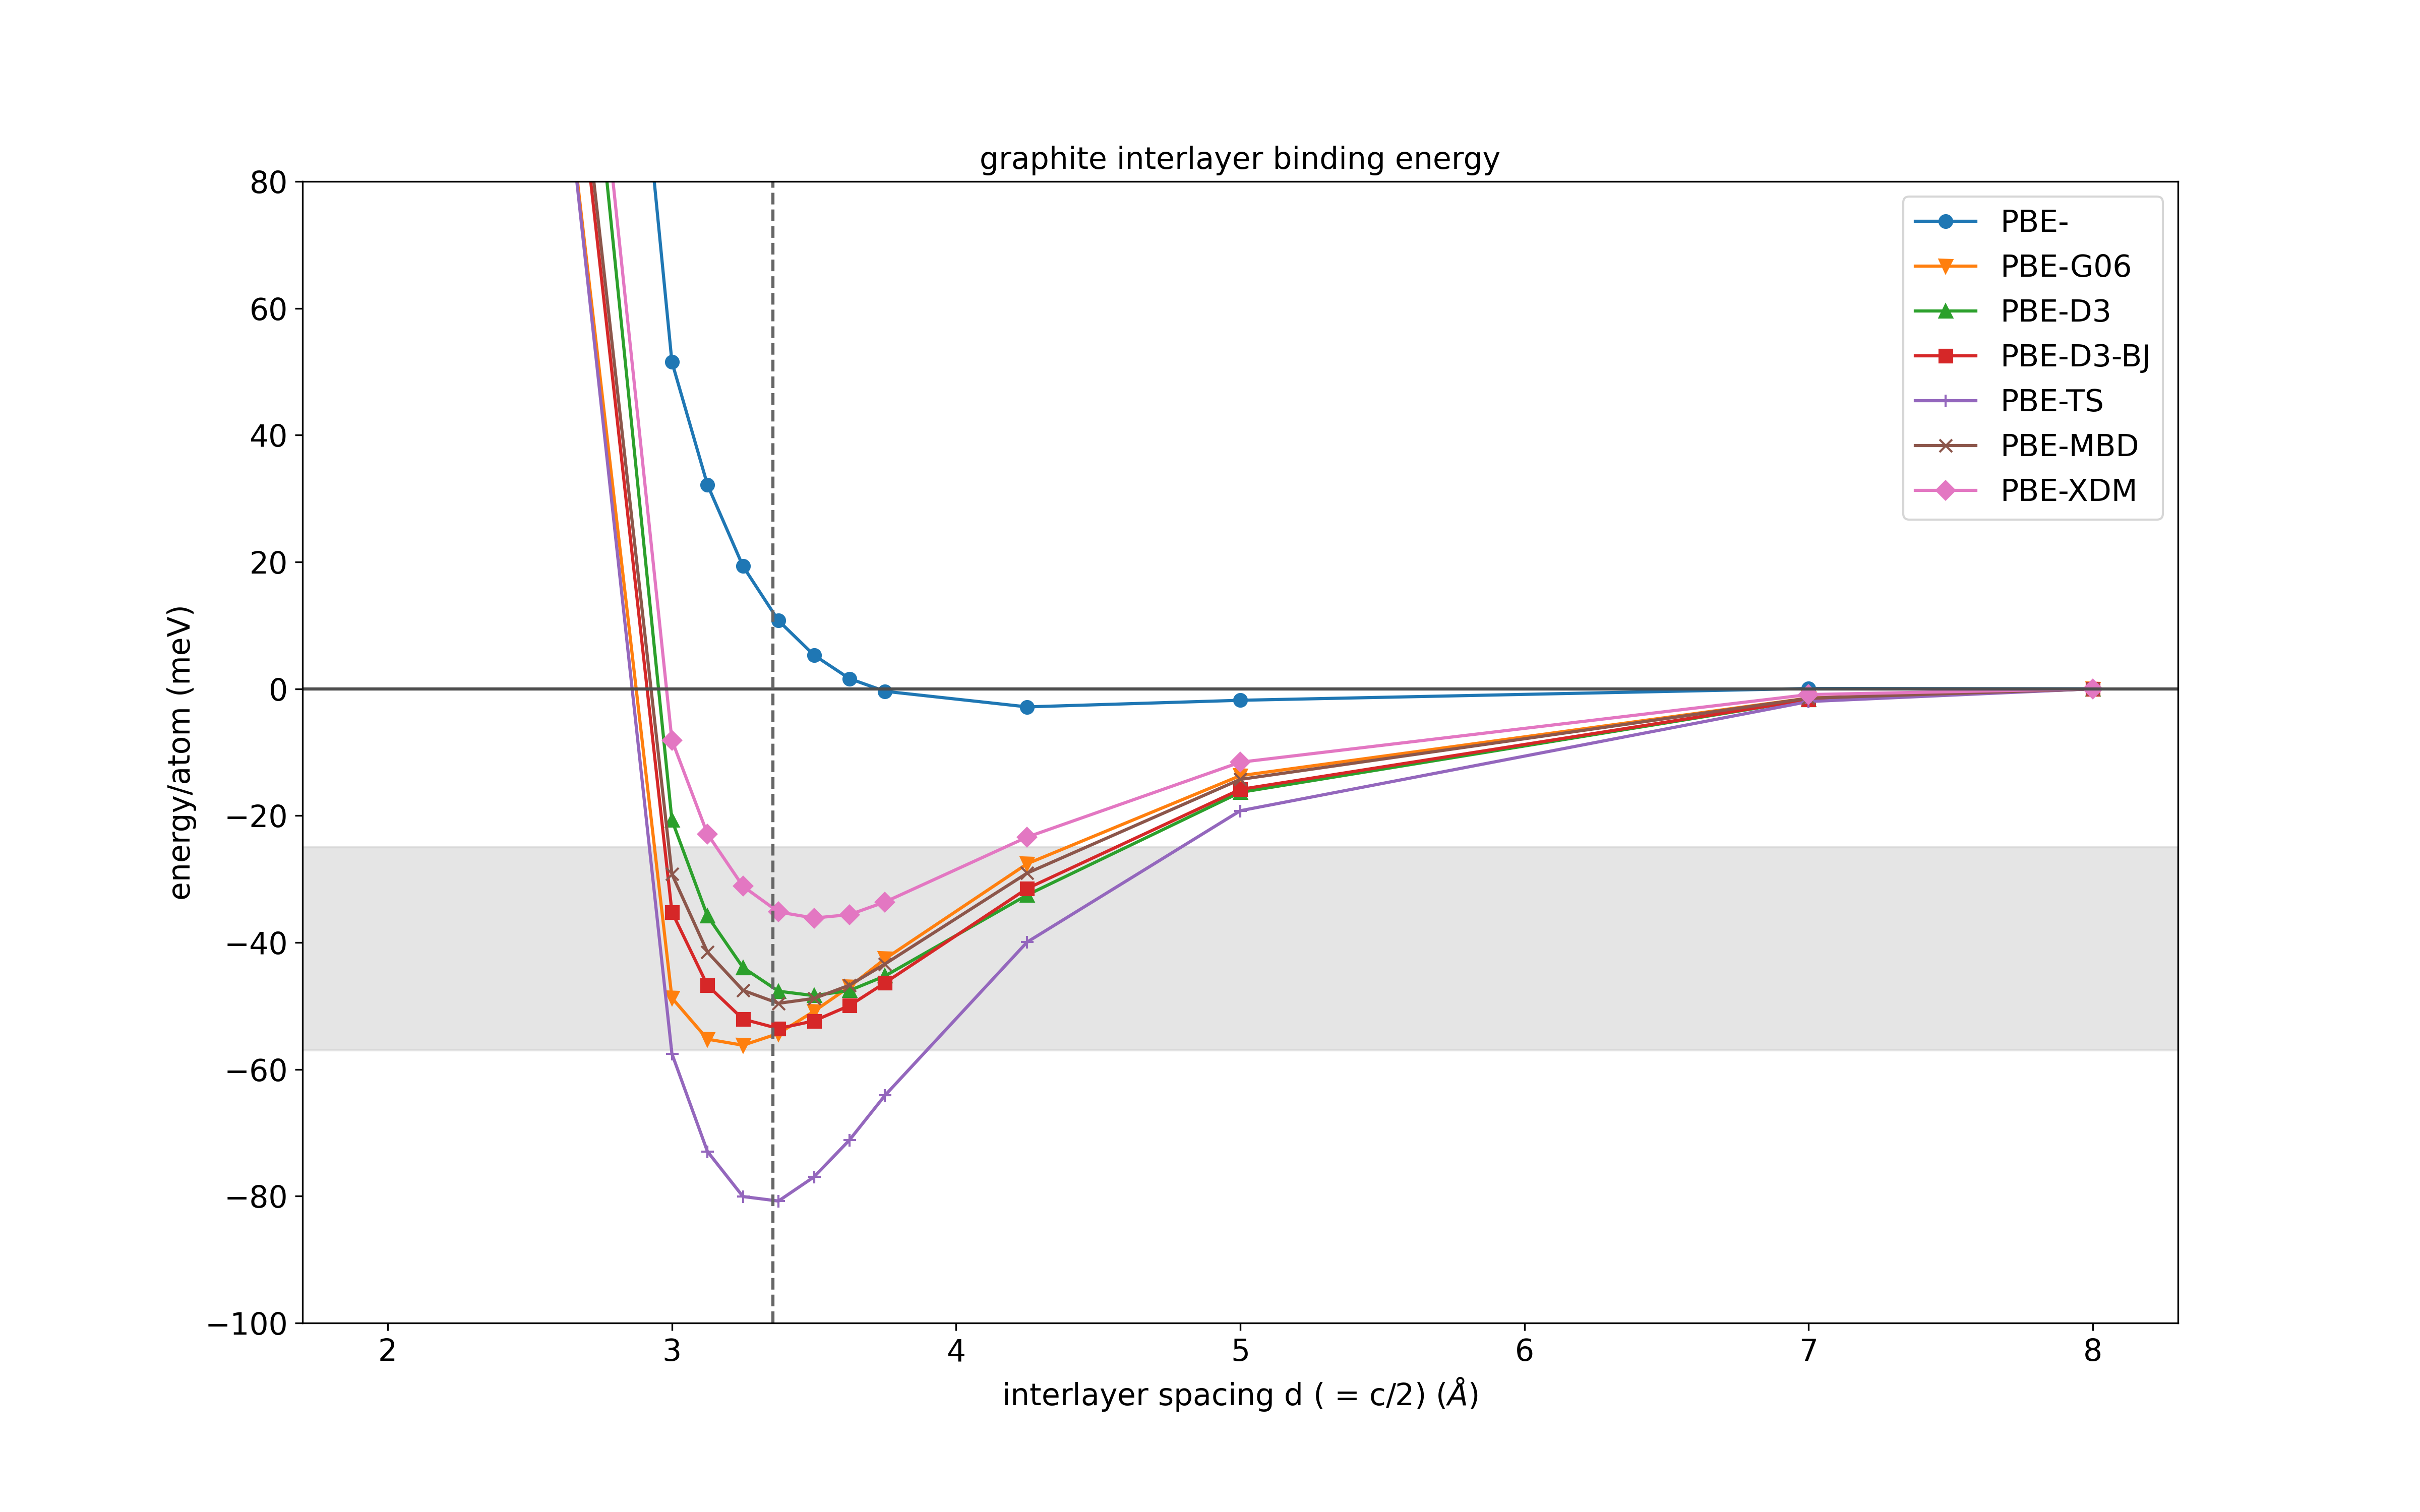 graphite interlayer binding energy
80
60
40
20
0
−20
−40
−60
−80
−100
energy/atom (meV)
2 3 4 5 6 7 8
interlayer spacing d ( = c/2) (Å)
PBE-
PBE-G06
PBE-D3
PBE-D3-BJ
PBE-TS
PBE-MBD
PBE-XDM